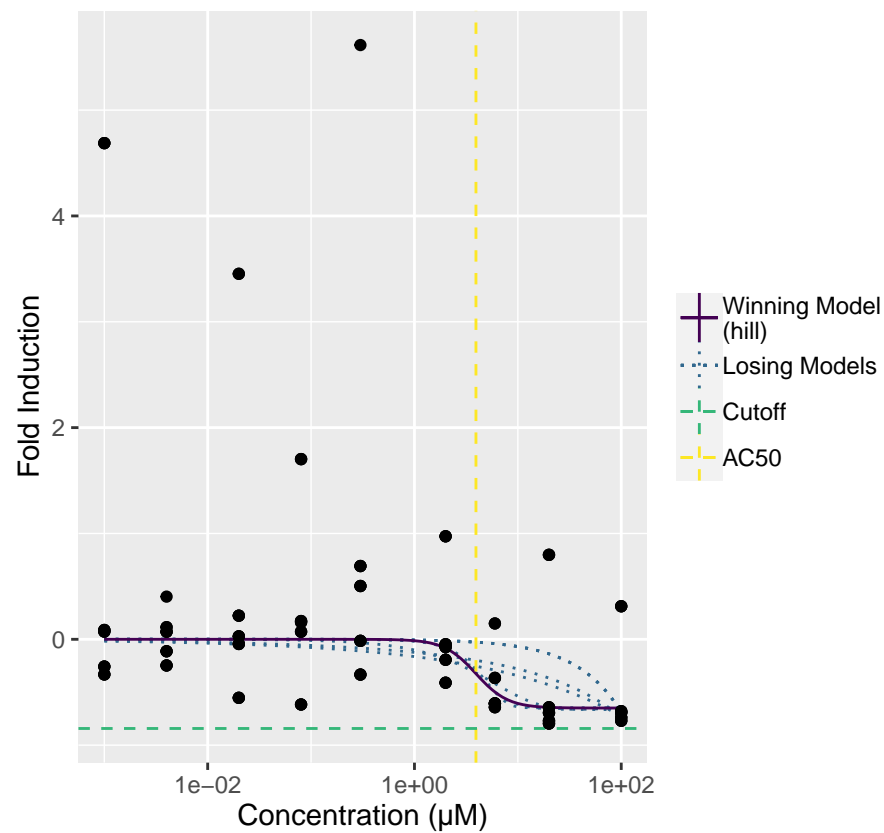 Fold Induction
4
2
0
1e−02
1e+00
1e+02
Concentration (μM)
Winning Model
(hill)
Losing Models
Cutoff
AC50